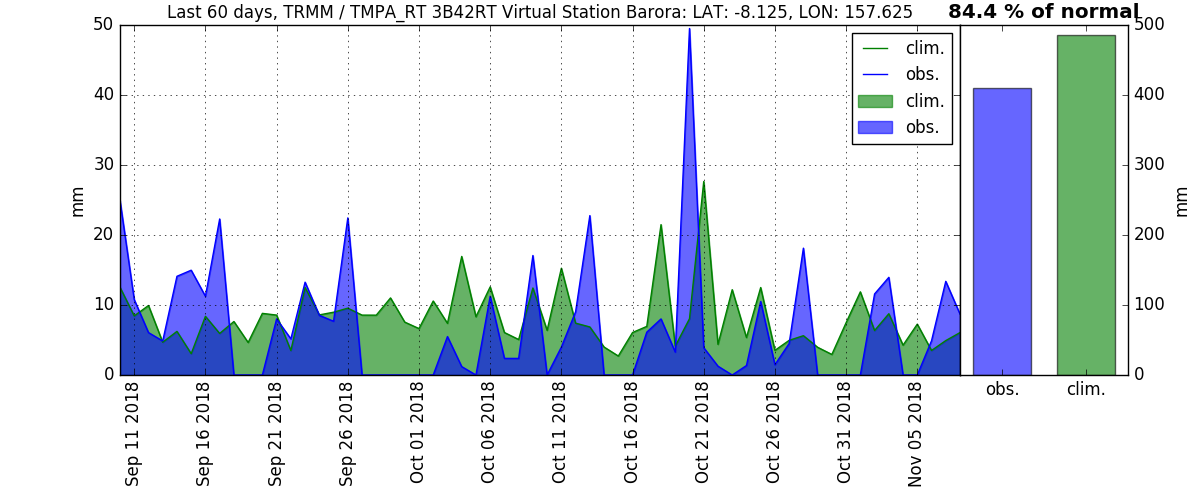 Last 60 days, TRMM / TMPA_RT 3B42RT Virtual Station Barora: LAT: -8.125, LON: 157.625
84.4 % of normal
50
40
30
20
10
0
mm
clim.
obs.
clim.
obs.
500
400
300
200
100
0
mm
obs.
clim.
Sep 11 2018
Sep 16 2018
Sep 21 2018
Sep 26 2018
Oct 01 2018
Oct 06 2018
Oct 11 2018
Oct 16 2018
Oct 21 2018
Oct 26 2018
Oct 31 2018
Nov 05 2018